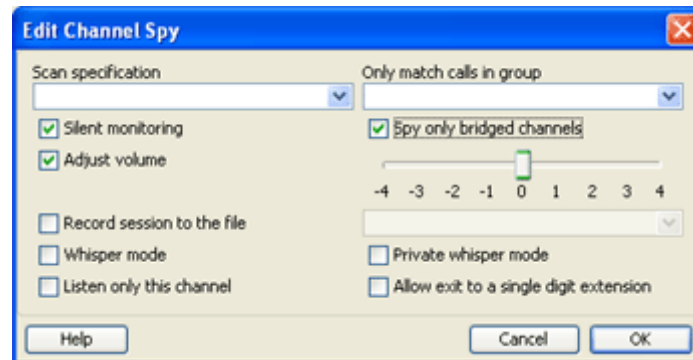 Edit Channel Spy
Scan specification Only match calls in group
Silent monitoring Spy only bridged channels
Adjust volume
-4 -3 -2 -1 0 1 2 3 4
Record session to the file
Whisper mode Private whisper mode
Listen only this channel Allow exit to a single digit extension
Help Cancel OK